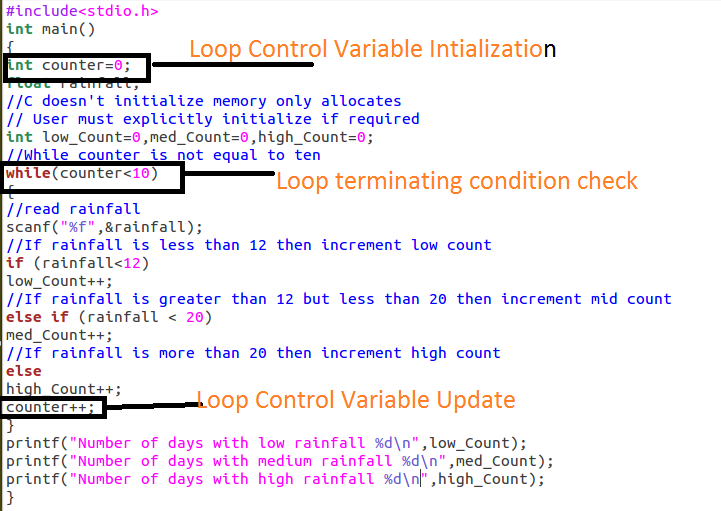 #include<stdio.h>
int main()
{
Loop Control Variable Intialization
int counter=0;
float rainfall;
//C doesn't initialize memory only allocates
// User must explicitly initialize if required
int low_Count=0,med_Count=0,high_Count=0;
//While counter is not equal to ten
while(counter<10)
Loop terminating condition check
{
//read rainfall
scanf("%f",&rainfall);
//If rainfall is less than 12 then increment low count
if (rainfall<12)
low_Count++;
//If rainfall is greater than 12 but less than 20 then increment mid count
else if (rainfall < 20)
med_Count++;
//If rainfall is more than 20 then increment high count
else
high_Count++;
Loop Control Variable Update
counter++;
}
printf("Number of days with low rainfall %d\n",low_Count);
printf("Number of days with medium rainfall %d\n",med_Count);
printf("Number of days with high rainfall %d\n",high_Count);
}